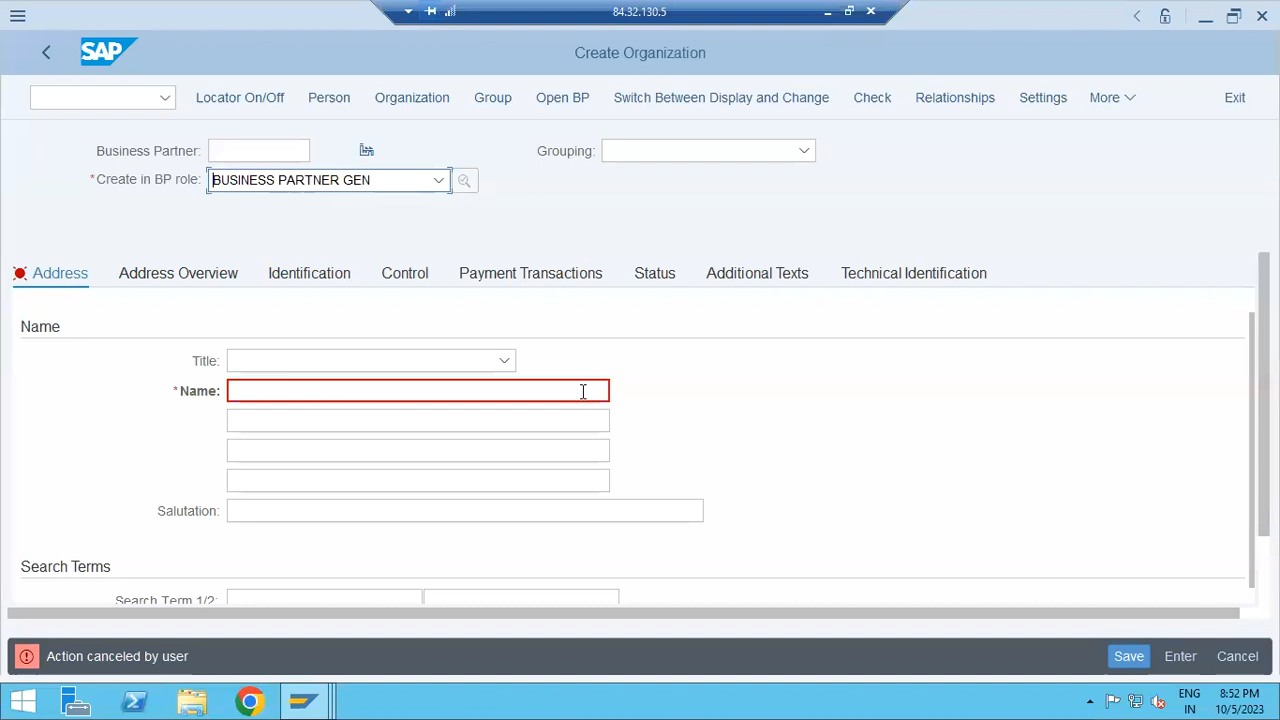 84.32.130.5
SAP
Create Organization
Locator On/Off Person Organization Group Open BP Switch Between Display and Change Check Relationships Settings More Exit
Business Partner: Grouping:
*Create in BP role: BUSINESS PARTNER GEN
Address Address Overview Identification Control Payment Transactions Status Additional Texts Technical Identification
Name
Title:
* Name:
Salutation:
Search Terms
Search Term 1/2:
Action canceled by user Save Enter Cancel
ENG 8:52 PM
IN 10/5/2023